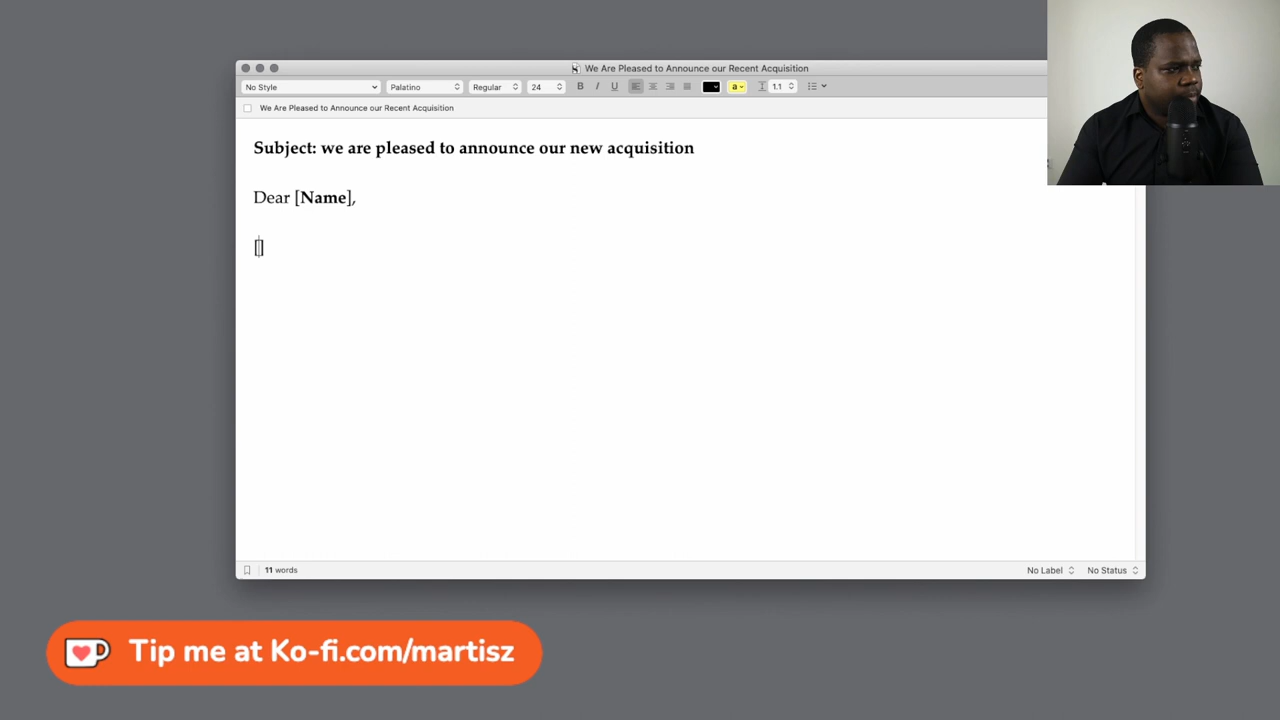 We Are Pleased to Announce our Recent Acquisition
No Style Palatino Regular 24 B I U a 1.1
We Are Pleased to Announce our Recent Acquisition
Subject: we are pleased to announce our new acquisition
Dear [Name],
[]
11 words No Label No Status
Tip me at Ko-fi.com/martisz